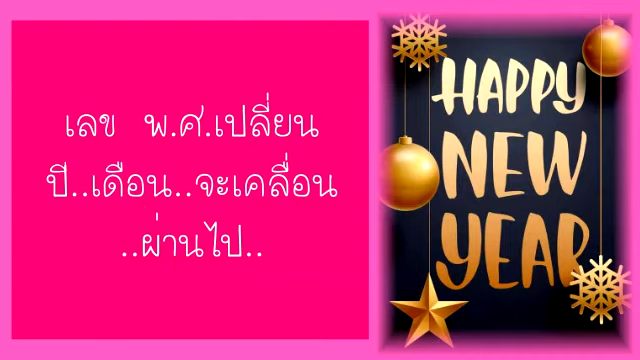 เลข พ.ศ.เปลี่ยน
ปี..เดือน..จะเคลื่อน
..ผ่านไป..
HAPPY
NEW
YEAR